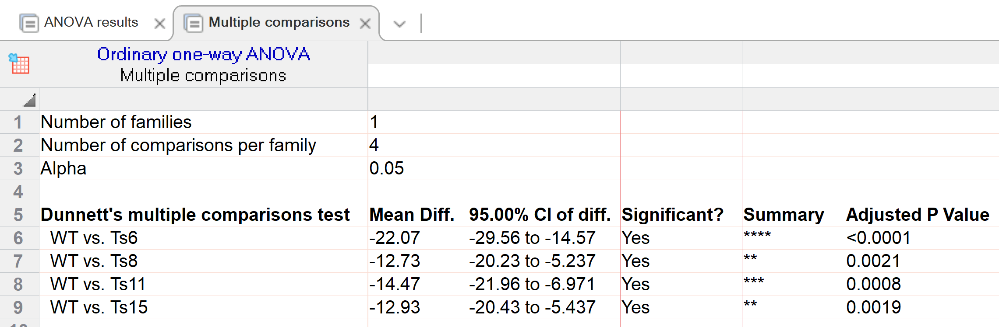 ANOVA results Multiple comparisons
Ordinary one-way ANOVA
Multiple comparisons
1 Number of families 1
2 Number of comparisons per family 4
3 Alpha 0.05
4
5 Dunnett's multiple comparisons test Mean Diff. 95.00% CI of diff. Significant? Summary Adjusted P Value
6 WT vs. Ts6 -22.07 -29.56 to -14.57 Yes **** <0.0001
7 WT vs. Ts8 -12.73 -20.23 to -5.237 Yes ** 0.0021
8 WT vs. Ts11 -14.47 -21.96 to -6.971 Yes *** 0.0008
9 WT vs. Ts15 -12.93 -20.43 to -5.437 Yes ** 0.0019